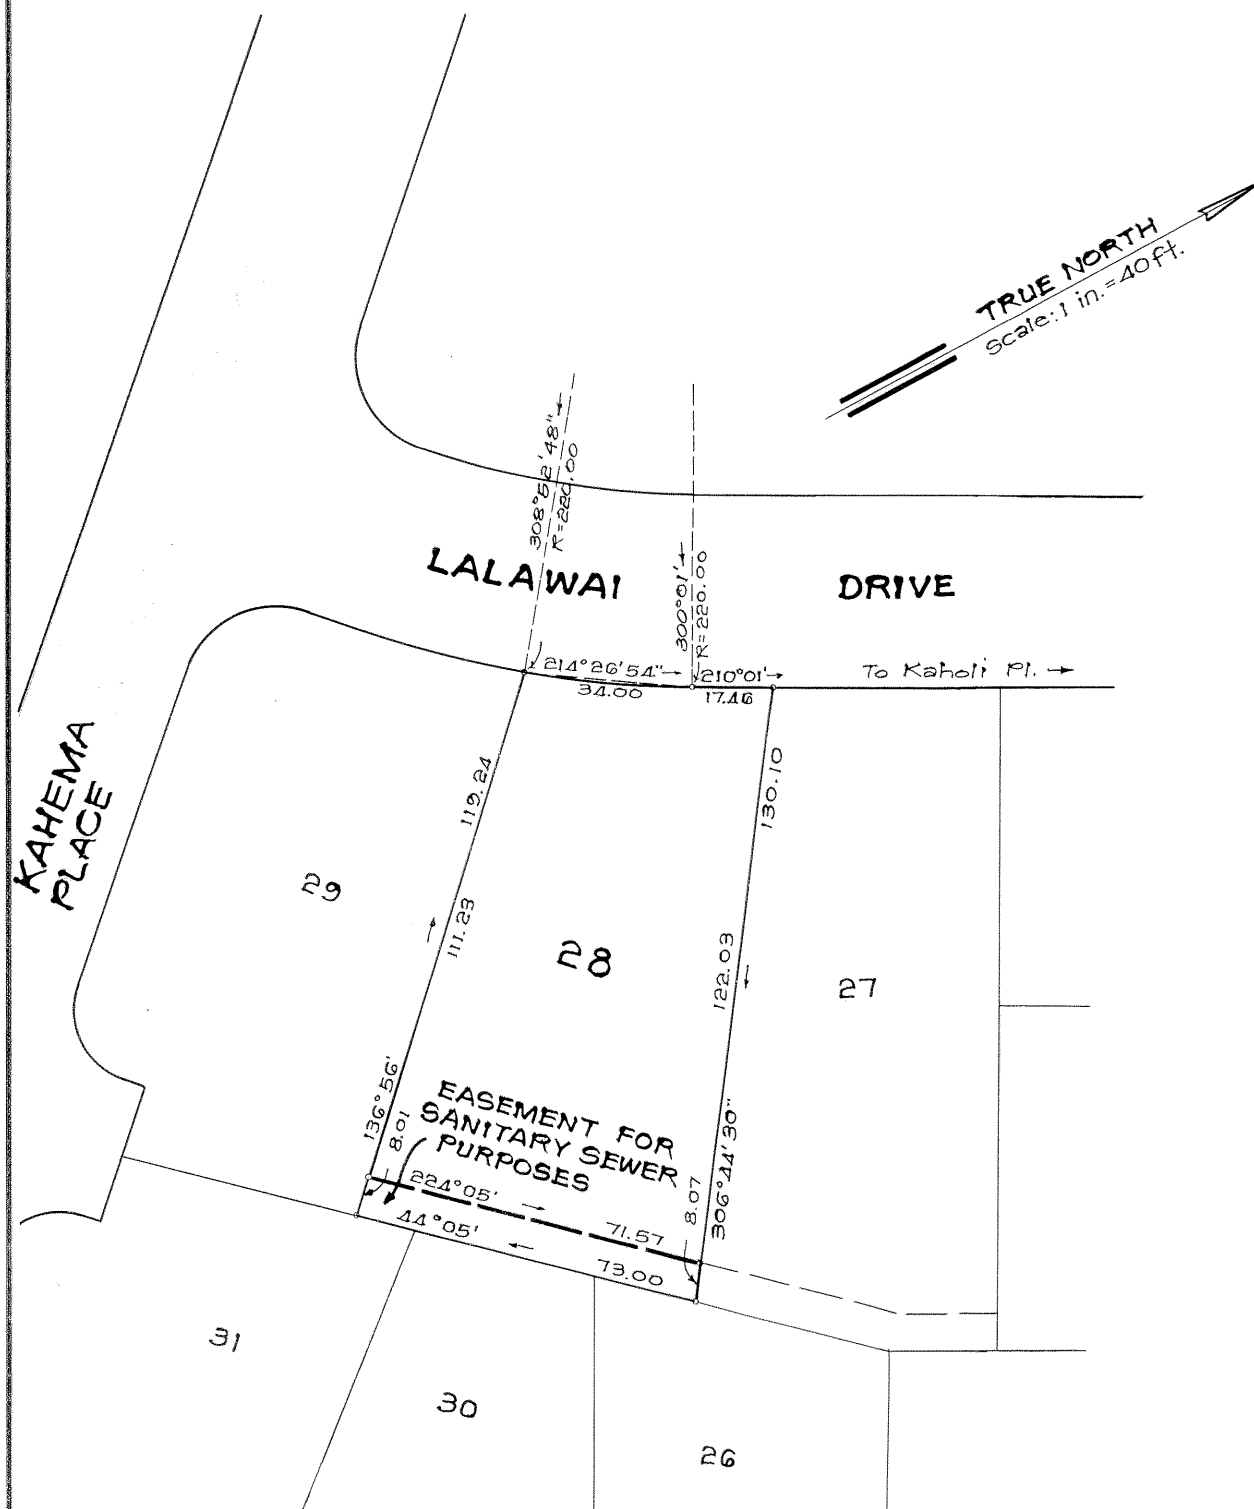 TRUE NORTH
Scale: 1 in. = 40 ft.
308°52'48"
R=220.00
300°01'
R=220.00
LALAWAI DRIVE
214°26'54"
34.00
210°01'
17.46
To Kaholi Pl.
KAHEMA
PLACE
119.24
111.23
136°56'
8.01
130.10
122.03
306°44'30"
8.07
29
28
27
EASEMENT FOR
SANITARY SEWER
PURPOSES
224°05'
71.57
44°05'
73.00
31
30
26